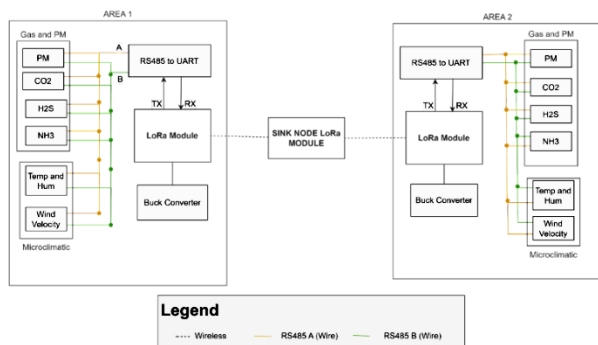 AREA 1
Gas and PM
PM
CO2
H2S
NH3
Temp and
Hum
Wind
Velocity
Microclimatic
A
B
RS485 to UART
TX
RX
LoRa Module
Buck Converter
SINK NODE LoRa
MODULE
AREA 2
RS485 to UART
TX
RX
LoRa Module
Buck Converter
Gas and PM
PM
CO2
H2S
NH3
Temp and
Hum
Wind
Velocity
Microclimatic
Legend
Wireless
RS485 A (Wire)
RS485 B (Wire)